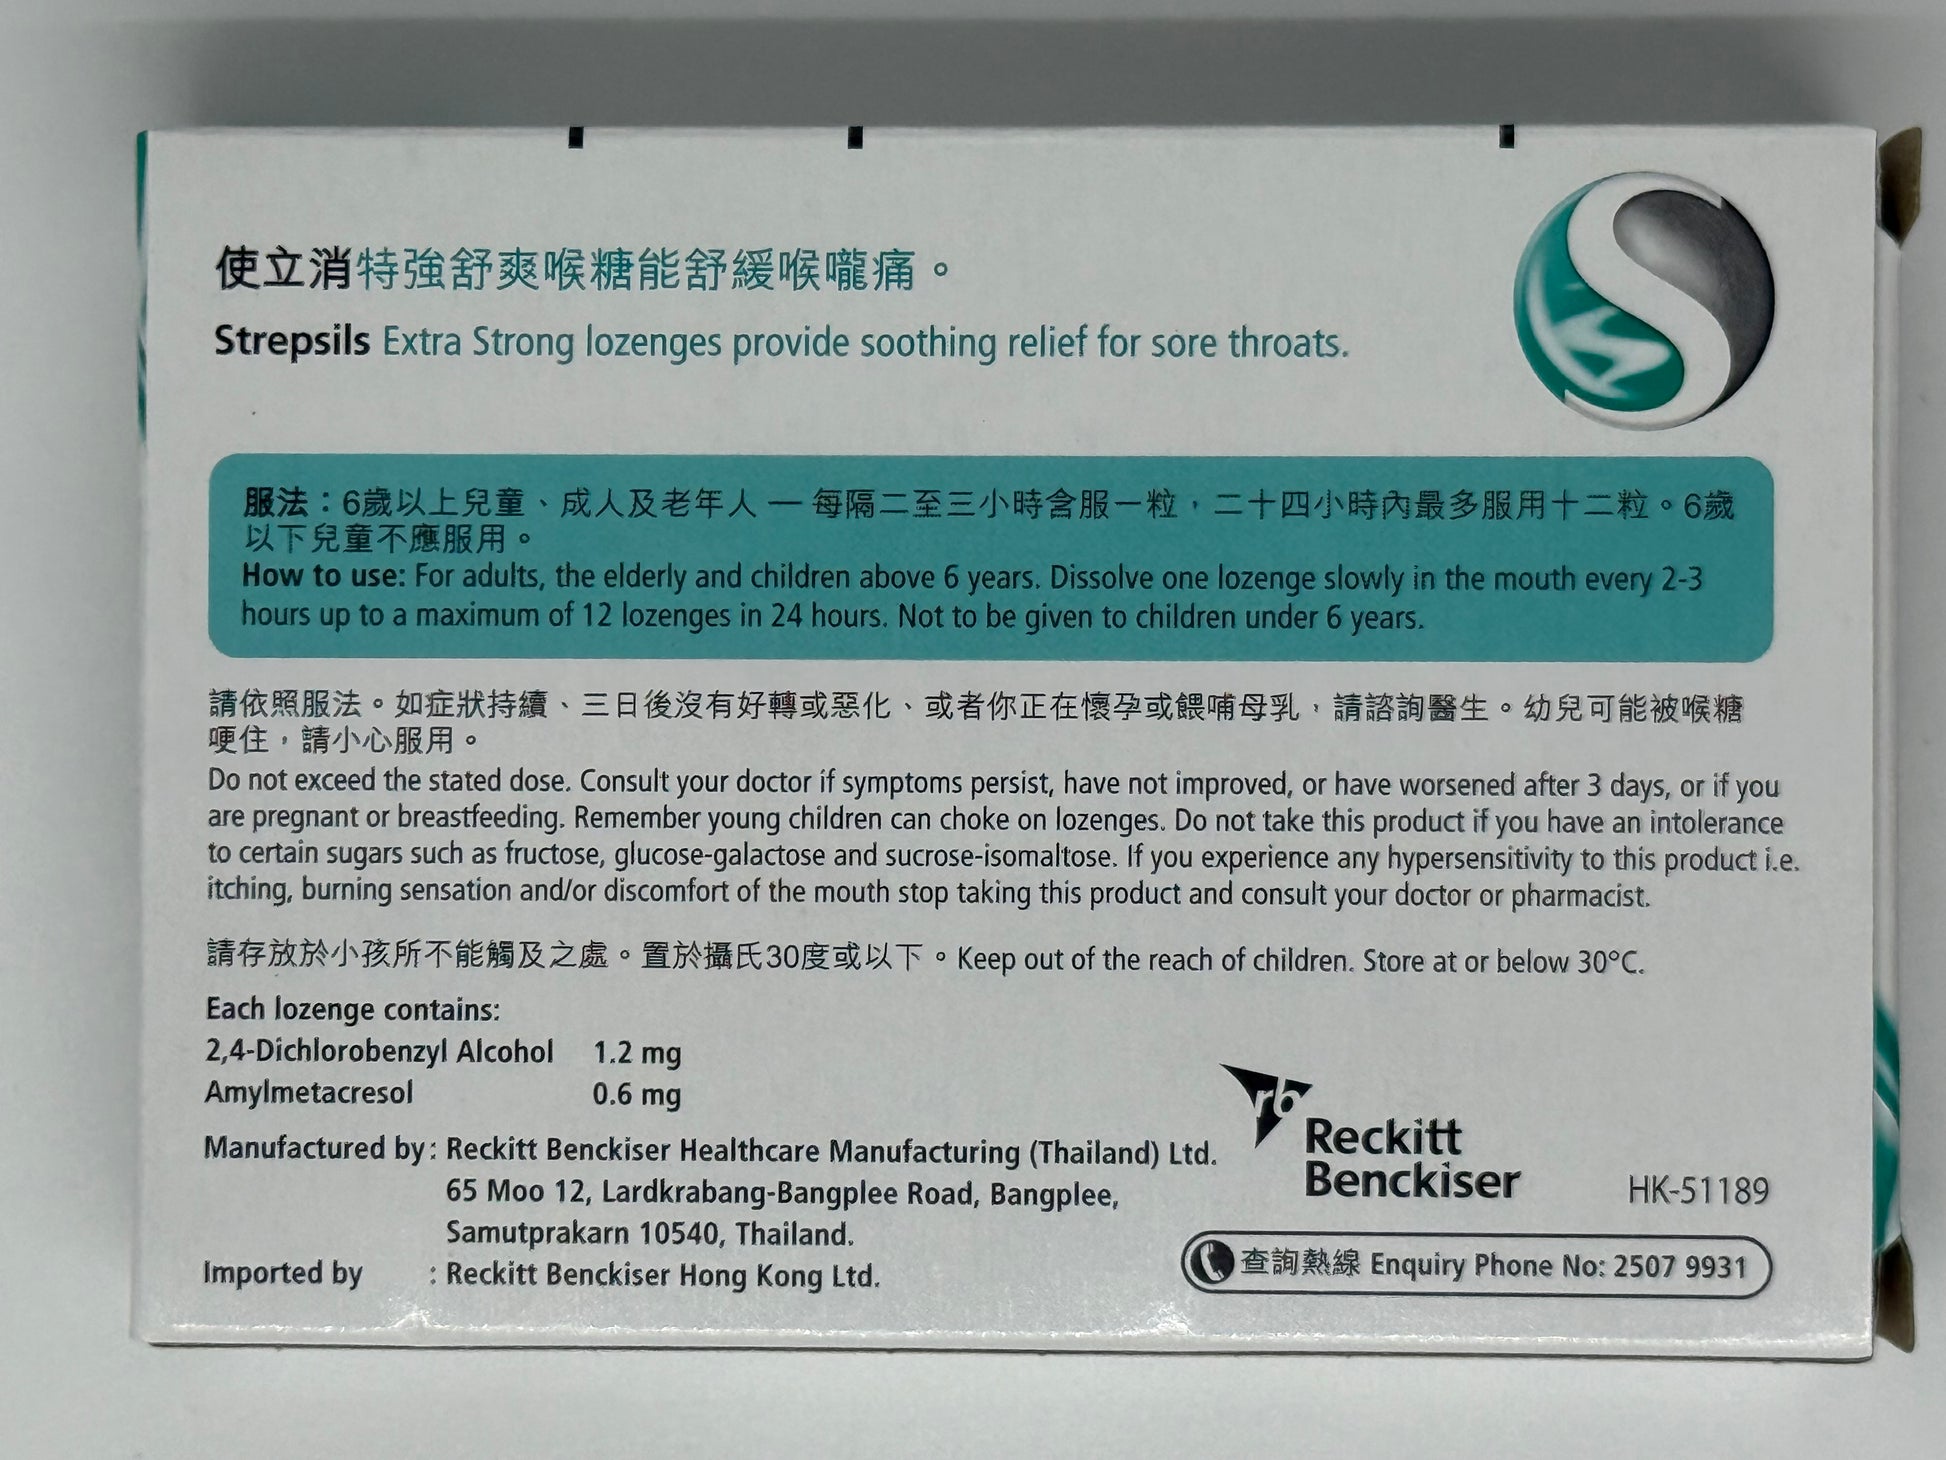 使立消特強舒爽喉糖能舒緩喉嚨痛。
Strepsils Extra Strong lozenges provide soothing relief for sore throats.
服法：6歲以上兒童、成人及老年人 — 每隔二至三小時含服一粒，二十四小時內最多服用十二粒。6歲
以下兒童不應服用。
How to use: For adults, the elderly and children above 6 years. Dissolve one lozenge slowly in the mouth every 2-3
hours up to a maximum of 12 lozenges in 24 hours. Not to be given to children under 6 years.
請依照服法。如症狀持續、三日後沒有好轉或惡化、或者你正在懷孕或餵哺母乳，請諮詢醫生。幼兒可能被喉糖
哽住，請小心服用。
Do not exceed the stated dose. Consult your doctor if symptoms persist, have not improved, or have worsened after 3 days, or if you
are pregnant or breastfeeding. Remember young children can choke on lozenges. Do not take this product if you have an intolerance
to certain sugars such as fructose, glucose-galactose and sucrose-isomaltose. If you experience any hypersensitivity to this product i.e.
itching, burning sensation and/or discomfort of the mouth stop taking this product and consult your doctor or pharmacist.
請存放於小孩所不能觸及之處。置於攝氏30度或以下。Keep out of the reach of children. Store at or below 30°C.
Each lozenge contains:
2,4-Dichlorobenzyl Alcohol 1.2 mg
Amylmetacresol 0.6 mg
Manufactured by : Reckitt Benckiser Healthcare Manufacturing (Thailand) Ltd.
65 Moo 12, Lardkrabang-Bangplee Road, Bangplee,
Samutprakarn 10540, Thailand.
Imported by : Reckitt Benckiser Hong Kong Ltd.
rb
Reckitt
Benckiser
HK-51189
查詢熱線 Enquiry Phone No: 2507 9931